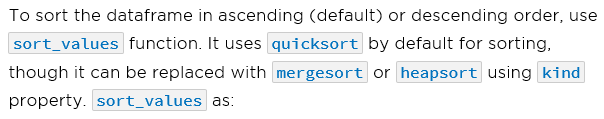 To sort the dataframe in ascending (default) or descending order, use
sort_values function. It uses quicksort by default for sorting,
though it can be replaced with mergesort or heapsort using kind
property. sort_values as: